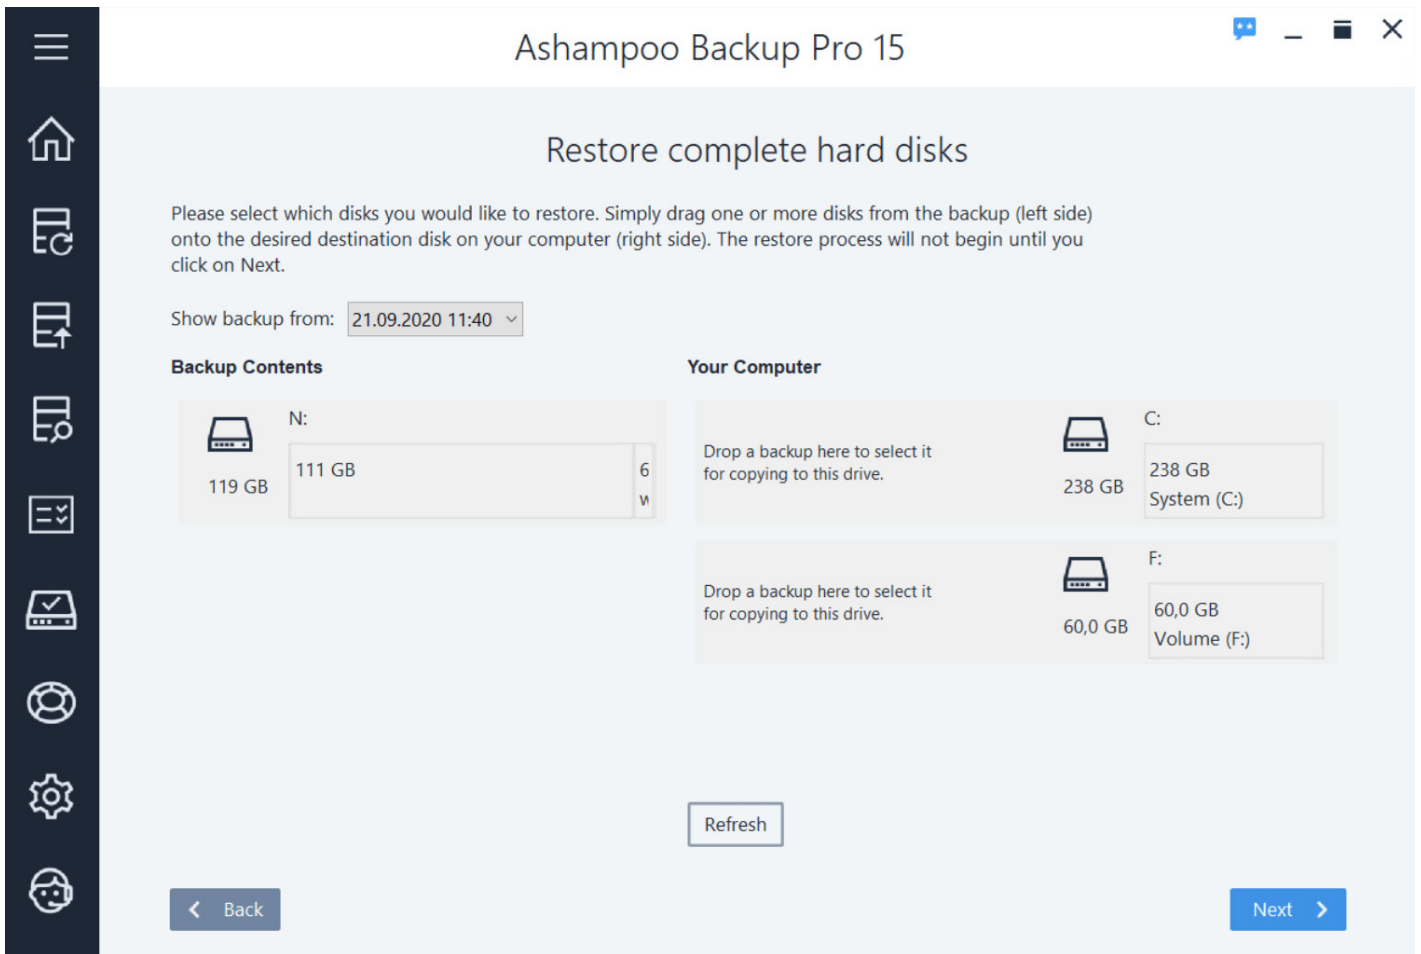 Ashampoo Backup Pro 15
Restore complete hard disks
Please select which disks you would like to restore. Simply drag one or more disks from the backup (left side)
onto the desired destination disk on your computer (right side). The restore process will not begin until you
click on Next.
Show backup from: 21.09.2020 11:40
Backup Contents
N:
111 GB
6
119 GB
Your Computer
Drop a backup here to select it
for copying to this drive.
C:
238 GB
238 GB
System (C:)
Drop a backup here to select it
for copying to this drive.
F:
60,0 GB
60,0 GB
Volume (F:)
Refresh
Back
Next